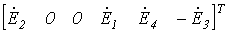 [Ė₂ O O Ė₁ Ė₄ −Ė₃]ᵀ